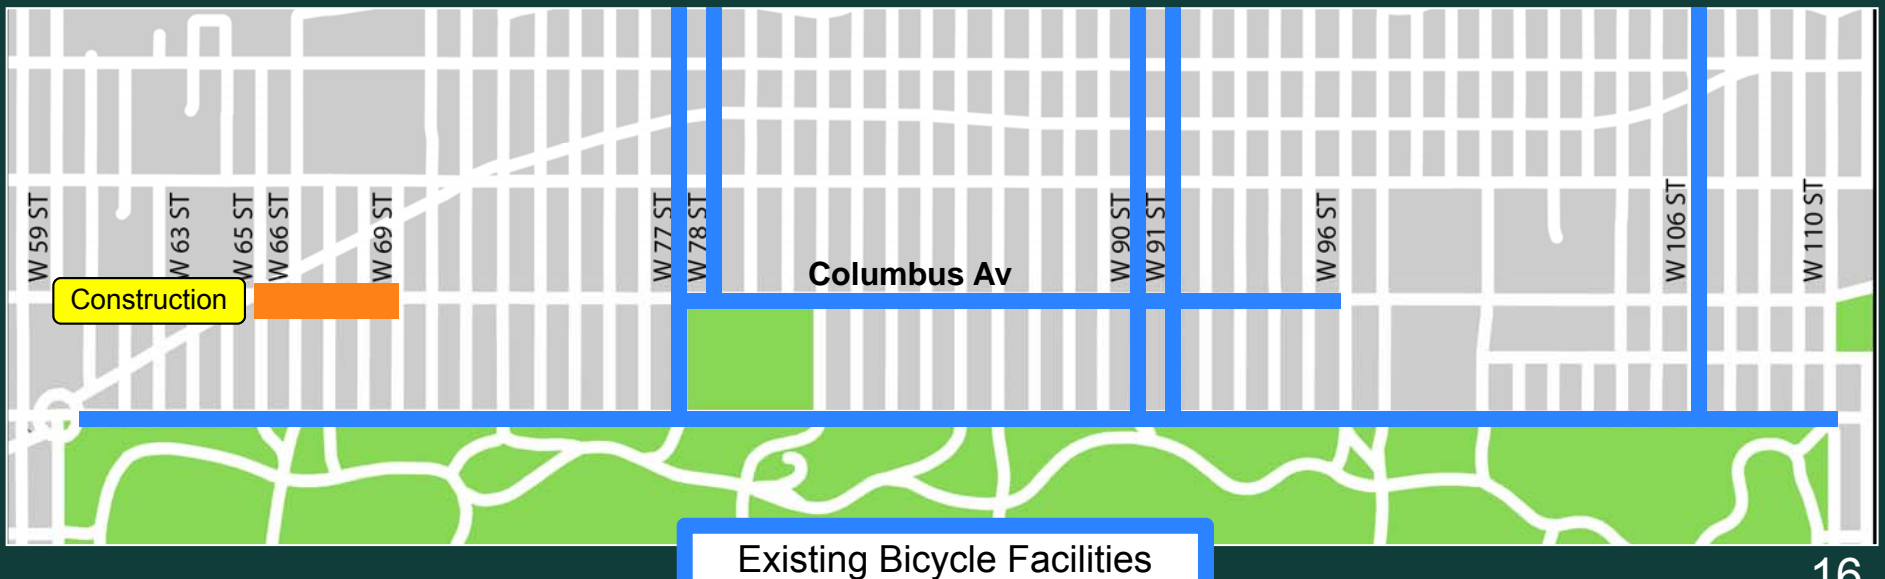 W 59 ST
W 63 ST
W 65 ST
W 66 ST
W 69 ST
W 77 ST
W 78 ST
W 90 ST
W 91 ST
W 96 ST
W 106 ST
W 110 ST
Columbus Av
Construction
Existing Bicycle Facilities
16